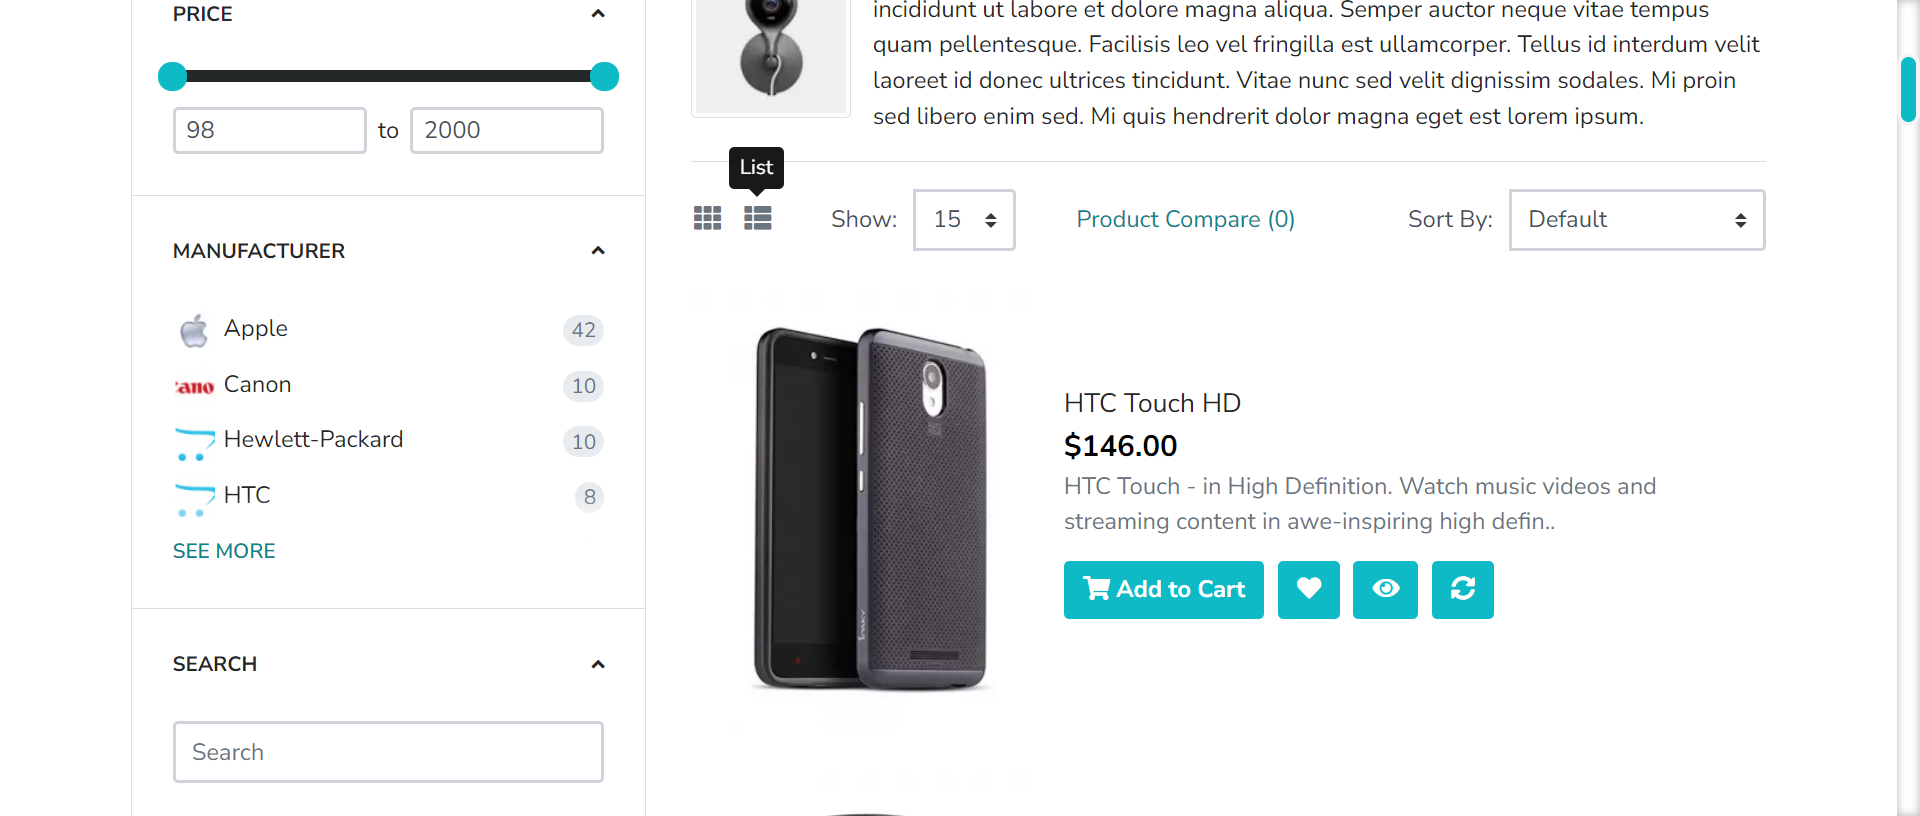 PRICE
98 to 2000
MANUFACTURER
Apple 42
cano Canon 10
Hewlett-Packard 10
HTC 8
SEE MORE
SEARCH
Search
incididunt ut labore et dolore magna aliqua. Semper auctor neque vitae tempus
quam pellentesque. Facilisis leo vel fringilla est ullamcorper. Tellus id interdum velit
laoreet id donec ultrices tincidunt. Vitae nunc sed velit dignissim sodales. Mi proin
sed libero enim sed. Mi quis hendrerit dolor magna eget est lorem ipsum.
List
Show: 15 Product Compare (0) Sort By: Default
HTC Touch HD
$146.00
HTC Touch - in High Definition. Watch music videos and
streaming content in awe-inspiring high defin..
Add to Cart